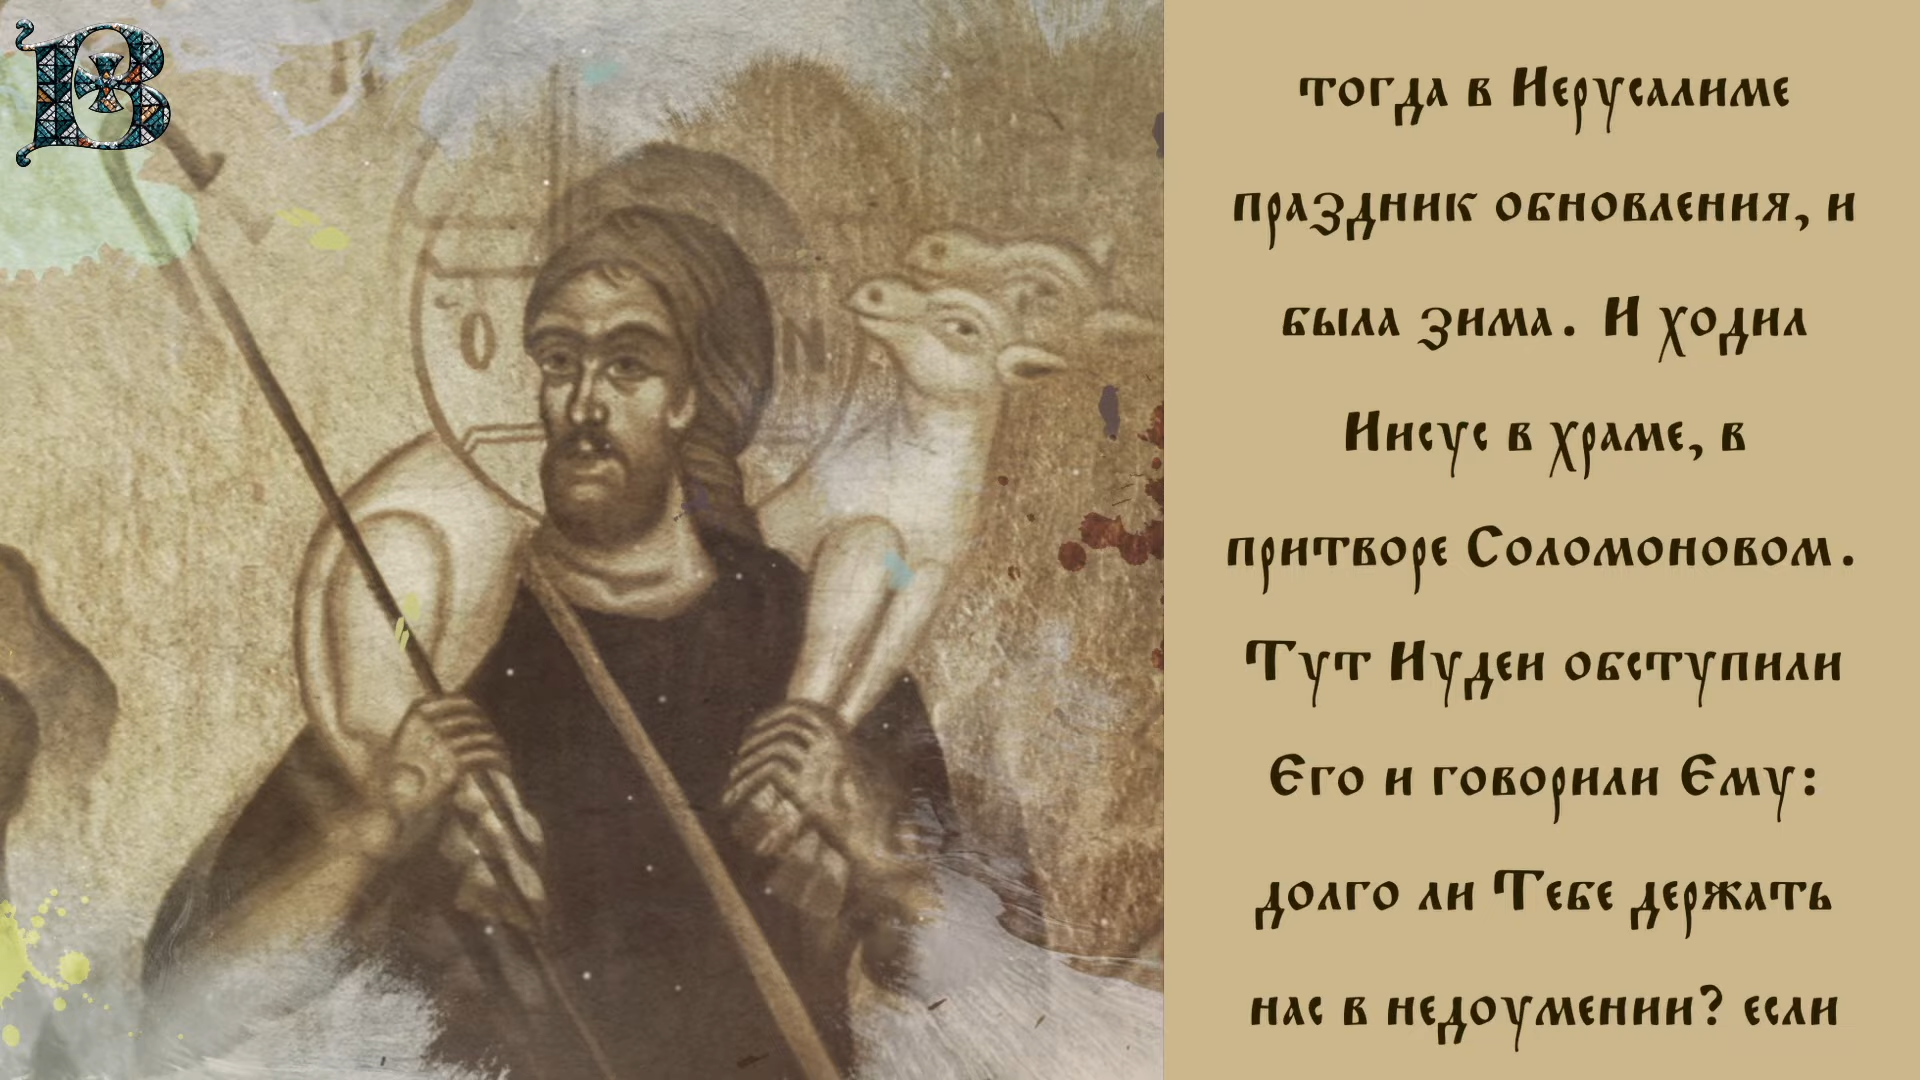 В
О Н
тогда в Иерусалиме
праздник обновления, и
была зима. И ходил
Иисус в храме, в
притворе Соломоновом.
Тут Иудеи обступили
Его и говорили Ему:
долго ли Тебе держать
нас в недоумении? если